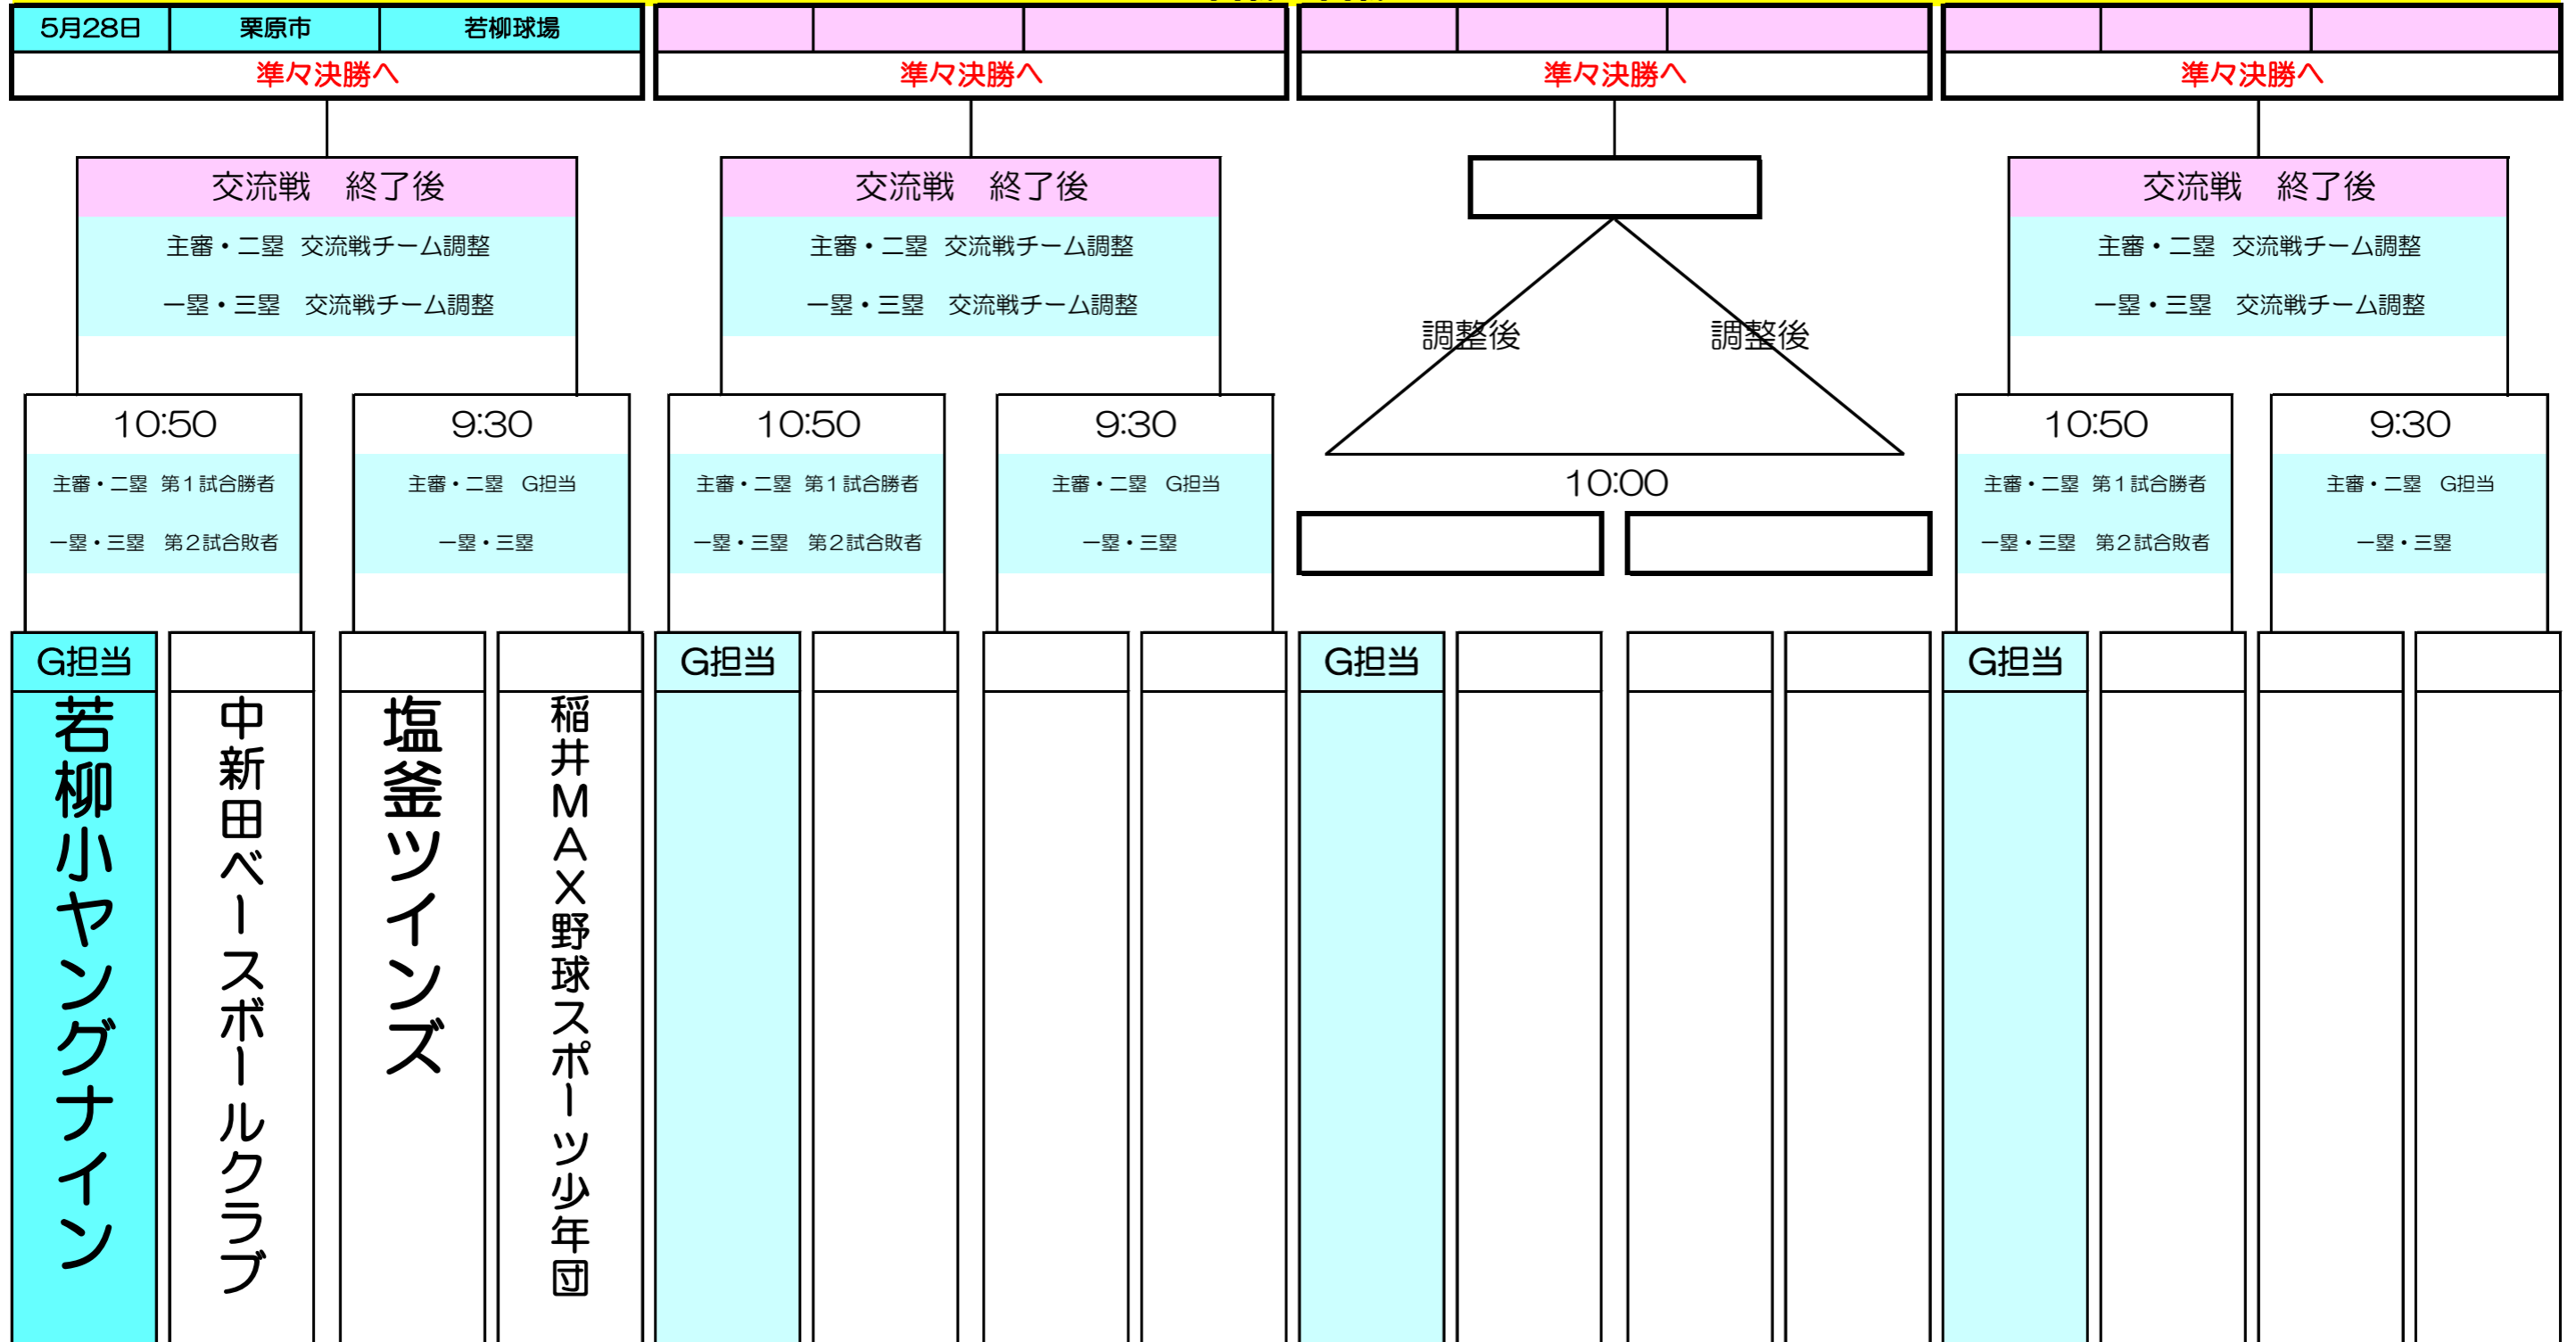 5月28日 栗原市 若柳球場
準々決勝へ 準々決勝へ 準々決勝へ 準々決勝へ
交流戦 終了後 交流戦 終了後 交流戦 終了後
主審・二塁 交流戦チーム調整 主審・二塁 交流戦チーム調整 主審・二塁 交流戦チーム調整
一塁・三塁 交流戦チーム調整 一塁・三塁 交流戦チーム調整 一塁・三塁 交流戦チーム調整
調整後 調整後
10:50 9:30 10:50 9:30 10:50 9:30
主審・二塁 第1試合勝者 主審・二塁 G担当 主審・二塁 第1試合勝者 主審・二塁 G担当 10:00 主審・二塁 第1試合勝者 主審・二塁 G担当
一塁・三塁 第2試合敗者 一塁・三塁 一塁・三塁 第2試合敗者 一塁・三塁 一塁・三塁 第2試合敗者 一塁・三塁
G担当 G担当 G担当 G担当
若柳小ヤングナイン
中新田ベースボールクラブ
塩釜ツインズ
稲井MAX野球スポーツ少年団